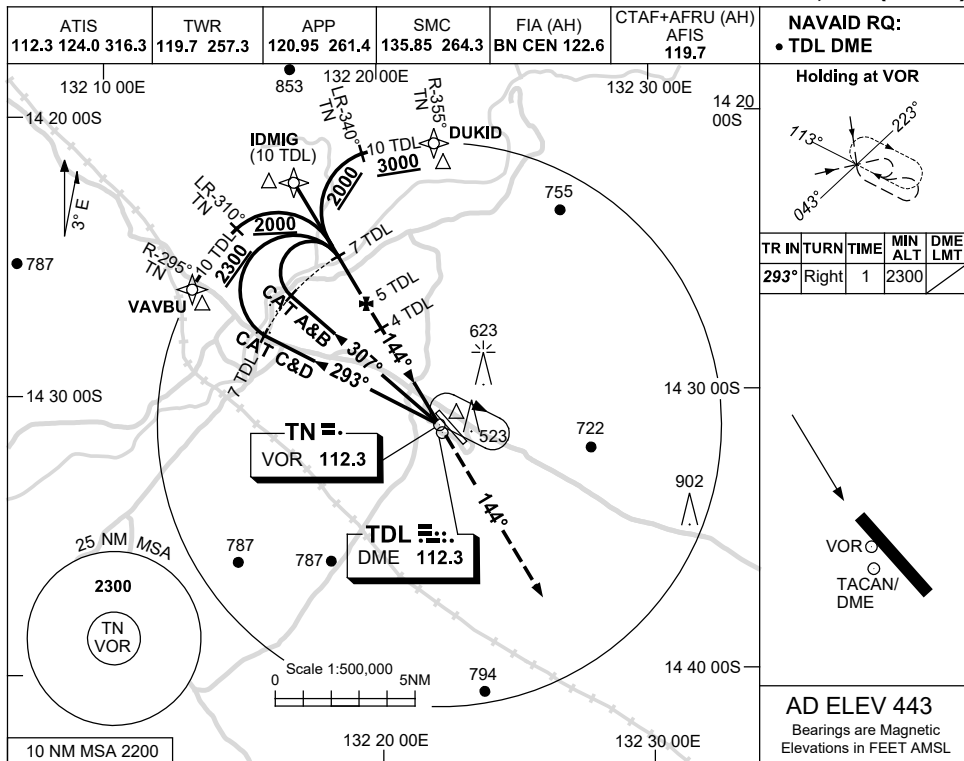 ATIS
112.3 124.0 316.3
TWR
119.7 257.3
APP
120.95 261.4
SMC
135.85 264.3
FIA (AH)
BN CEN 122.6
CTAF+AFRU (AH)
AFIS
119.7
NAVAID RQ:
• TDL DME
132 10 00E
132 20 00E
132 30 00E
853
14 20 00S
14 20
00S
LR-340°
TN
R-355°
TN
DUKID
IDMIG
(10 TDL)
10 TDL
3000
2000
3° E
LR-310°
TN
2000
755
R-295°
TN
10 TDL
2300
7 TDL
787
VAVBU
5 TDL
4 TDL
CAT A&B
307°
144°
623
CAT C&D
293°
7 TDL
14 30 00S
14 30 00S
523
722
TN
VOR 112.3
902
144°
TDL
DME 112.3
25 NM MSA
2300
TN
VOR
787
787
Scale 1:500,000
0
5NM
794
14 40 00S
10 NM MSA 2200
132 20 00E
132 30 00E
Holding at VOR
113°
223°
043°
TR IN TURN TIME MIN ALT DME LMT
293° Right 1 2300
VOR
TACAN/
DME
AD ELEV 443
Bearings are Magnetic
Elevations in FEET AMSL